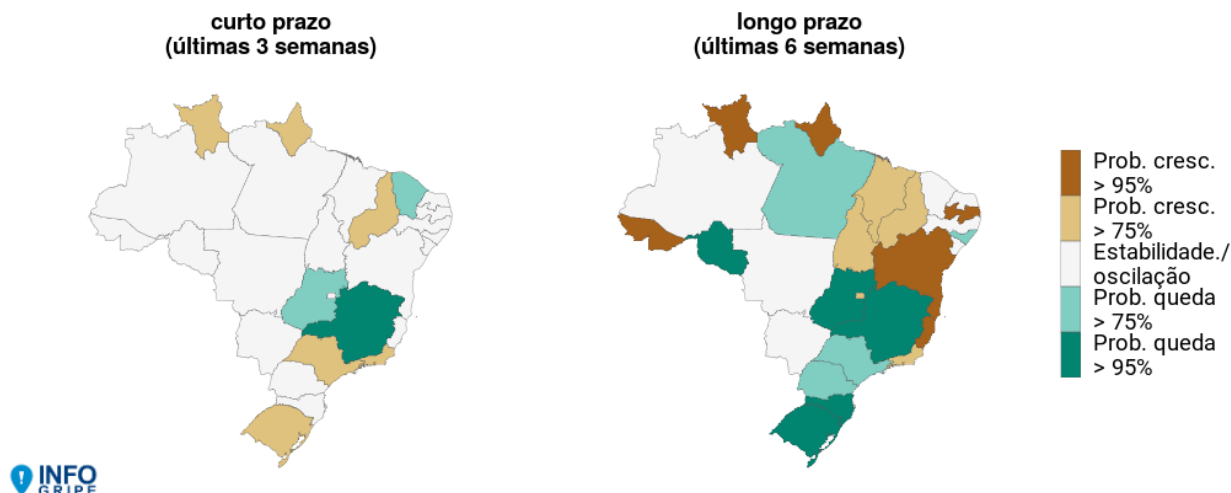 curto prazo
(últimas 3 semanas)
longo prazo
(últimas 6 semanas)
Prob. cresc.
> 95%
Prob. cresc.
> 75%
Estabilidade./
oscilação
Prob. queda
> 75%
Prob. queda
> 95%
INFO
GRIPE